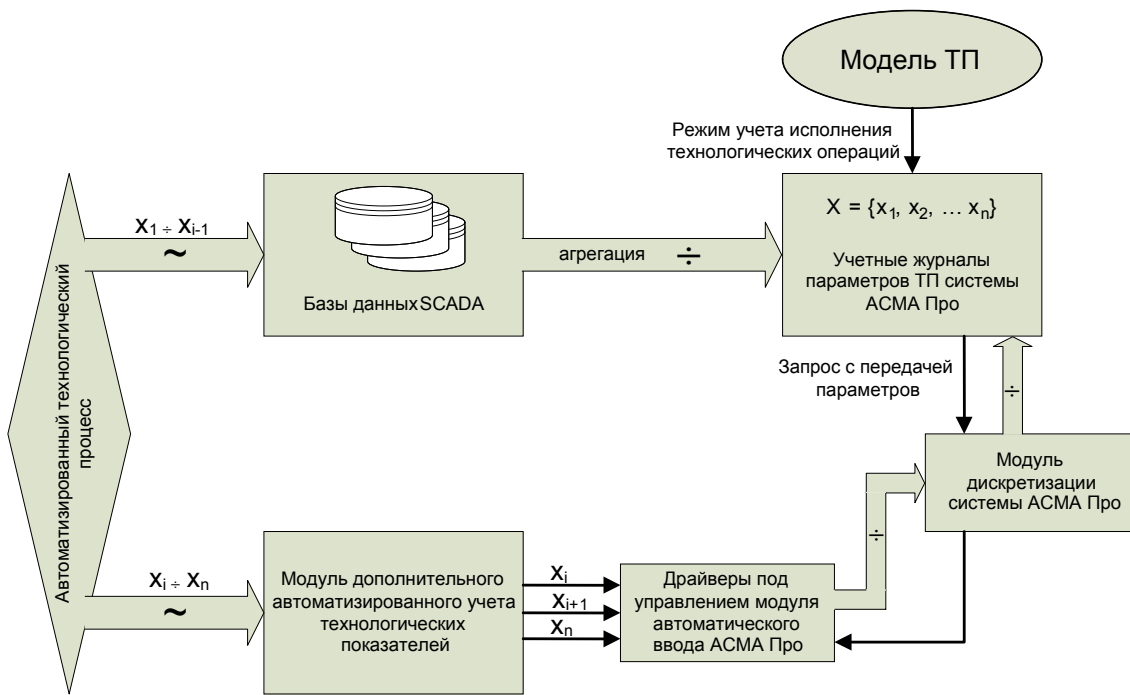 Модель ТП
Режим учета исполнения
технологических операций
X = {x₁, x₂, ... xₙ}
Учетные журналы
параметров ТП системы
АСМА Про
x₁ ÷ xᵢ₋₁
~
Базы данных SCADA
агрегация ÷
Автоматизированный технологический
процесс
Запрос с передачей
параметров
÷
Модуль
дискретизации
системы АСМА Про
÷
xᵢ ÷ xₙ
~
Модуль дополнительного
автоматизированного учета
технологических
показателей
xᵢ
xᵢ₊₁
xₙ
Драйверы под
управлением модуля
автоматического
ввода АСМА Про